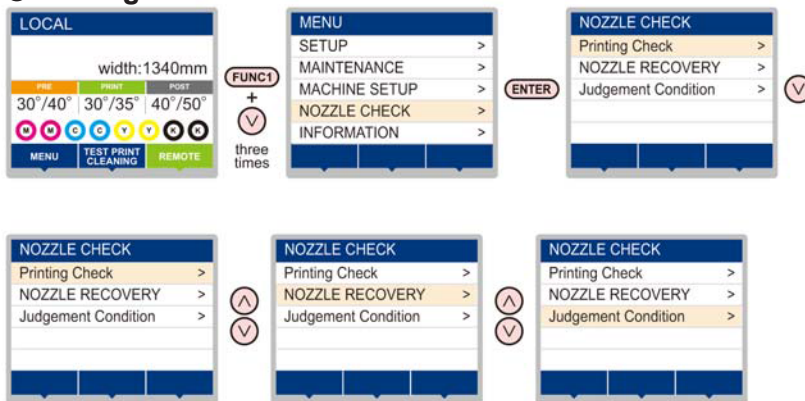 LOCAL
width:1340mm
PRE PRINT POST
30°/40° 30°/35° 40°/50°
M M C C Y Y K K
MENU TEST PRINT CLEANING REMOTE
FUNC1
+
three
times
MENU
SETUP >
MAINTENANCE >
MACHINE SETUP >
NOZZLE CHECK >
INFORMATION >
ENTER
NOZZLE CHECK
Printing Check >
NOZZLE RECOVERY >
Judgement Condition >
NOZZLE CHECK
Printing Check >
NOZZLE RECOVERY >
Judgement Condition >
NOZZLE CHECK
Printing Check >
NOZZLE RECOVERY >
Judgement Condition >
NOZZLE CHECK
Printing Check >
NOZZLE RECOVERY >
Judgement Condition >